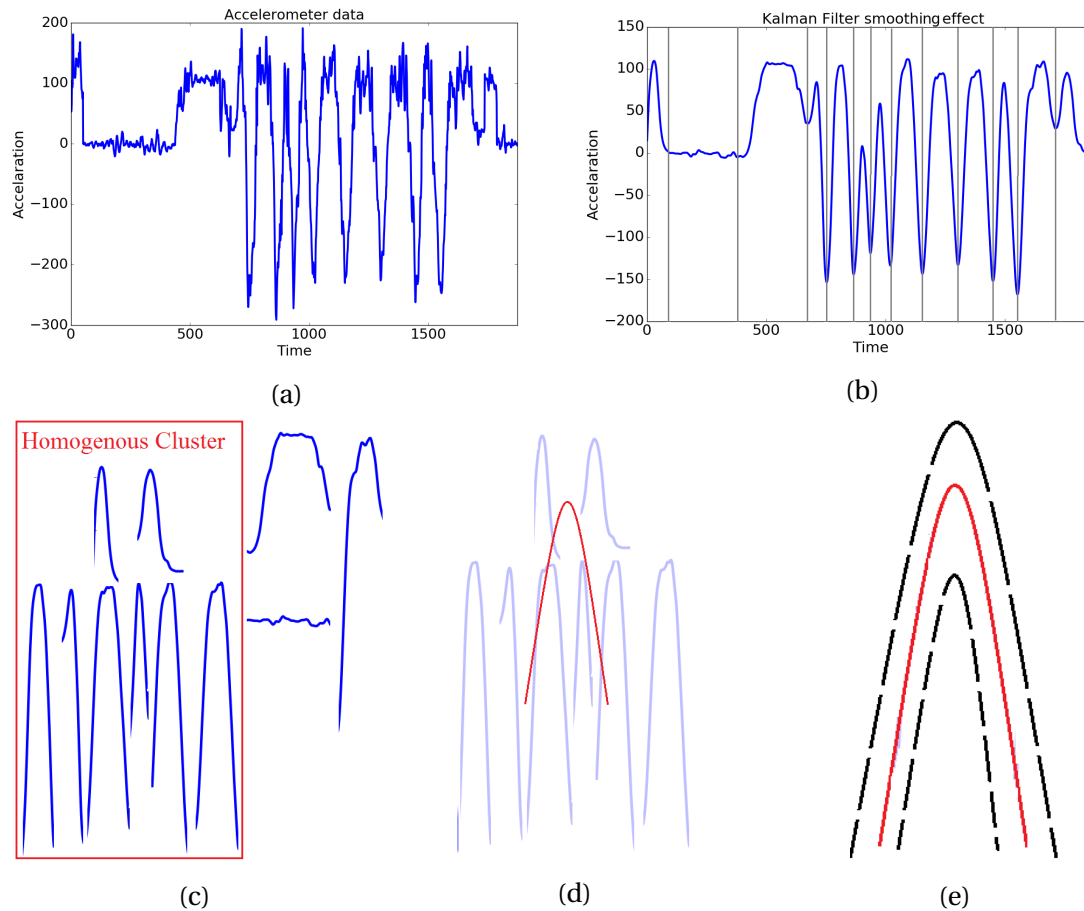 Accelerometer data
200
100
0
−100
−200
−300
Accelaration
0
500
1000
1500
Time
(a)
Kalman Filter smoothing effect
150
100
50
0
−50
−100
−150
−200
Accelaration
0
500
1000
1500
Time
(b)
Homogenous Cluster
(c)
(d)
(e)